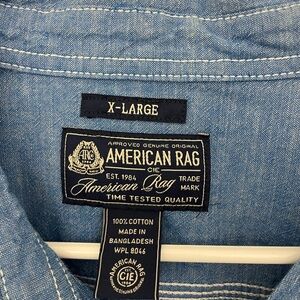 X-LARGE
APPROVED GENUINE ORIGINAL
AMERICAN RAG
CIE
EST. 1984
American Rag
TRADE
MARK
TIME TESTED QUALITY
100% COTTON
MADE IN
BANGLADESH
WPL 8046
AMERICAN RAG
CIE